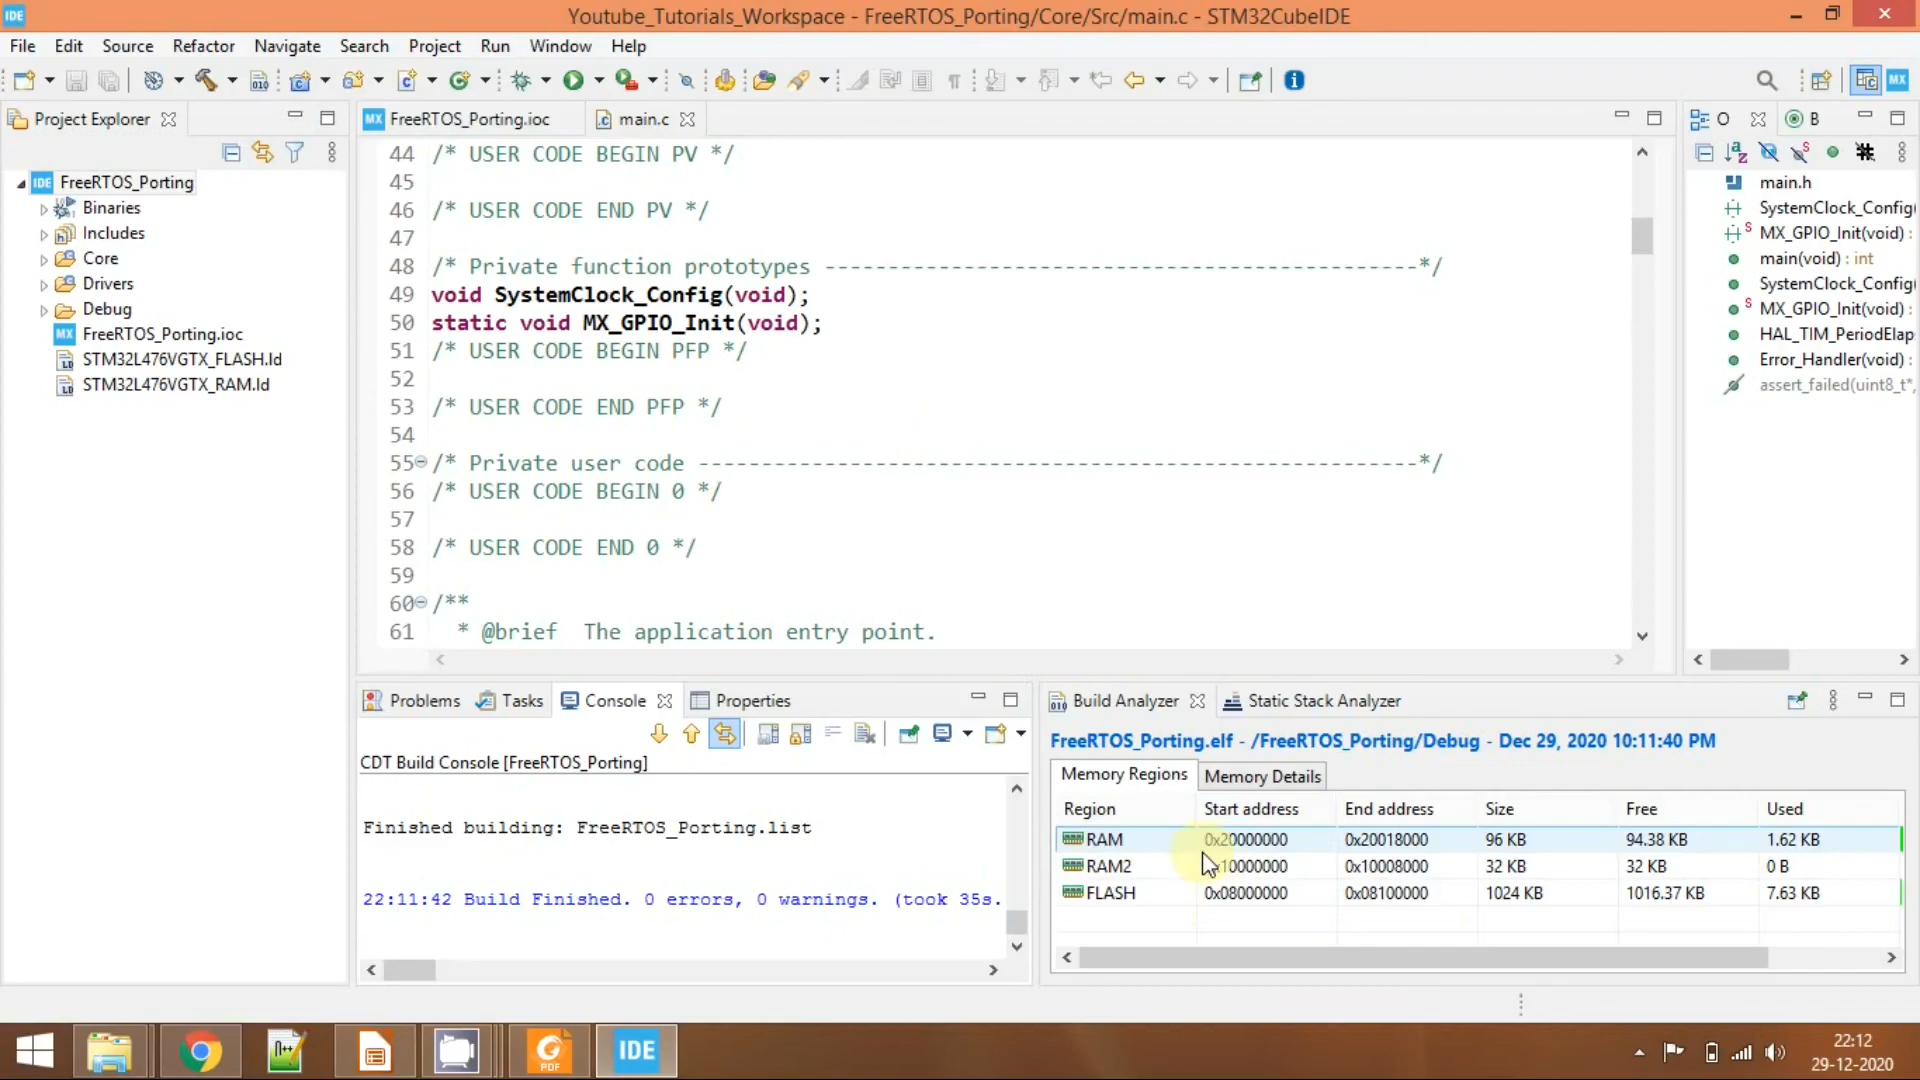 IDE
Youtube_Tutorials_Workspace - FreeRTOS_Porting/Core/Src/main.c - STM32CubeIDE
File Edit Source Refactor Navigate Search Project Run Window Help
Project Explorer
IDE FreeRTOS_Porting
Binaries
Includes
Core
Drivers
Debug
MX FreeRTOS_Porting.ioc
STM32L476VGTX_FLASH.ld
STM32L476VGTX_RAM.ld
MX FreeRTOS_Porting.ioc main.c
44 /* USER CODE BEGIN PV */
45
46 /* USER CODE END PV */
47
48 /* Private function prototypes -----------------------------------------------*/
49 void SystemClock_Config(void);
50 static void MX_GPIO_Init(void);
51 /* USER CODE BEGIN PFP */
52
53 /* USER CODE END PFP */
54
55 /* Private user code ---------------------------------------------------------*/
56 /* USER CODE BEGIN 0 */
57
58 /* USER CODE END 0 */
59
60 /**
61 * @brief The application entry point.
O B
main.h
SystemClock_Config(
MX_GPIO_Init(void) :
main(void) : int
SystemClock_Config(
MX_GPIO_Init(void) :
HAL_TIM_PeriodElap
Error_Handler(void) :
assert_failed(uint8_t*,
Problems Tasks Console Properties
CDT Build Console [FreeRTOS_Porting]
Finished building: FreeRTOS_Porting.list
22:11:42 Build Finished. 0 errors, 0 warnings. (took 35s.
Build Analyzer Static Stack Analyzer
FreeRTOS_Porting.elf - /FreeRTOS_Porting/Debug - Dec 29, 2020 10:11:40 PM
Memory Regions Memory Details
Region Start address End address Size Free Used
RAM 0x20000000 0x20018000 96 KB 94.38 KB 1.62 KB
RAM2 0x10000000 0x10008000 32 KB 32 KB 0 B
FLASH 0x08000000 0x08100000 1024 KB 1016.37 KB 7.63 KB
N++
PDF
IDE
22:12
29-12-2020